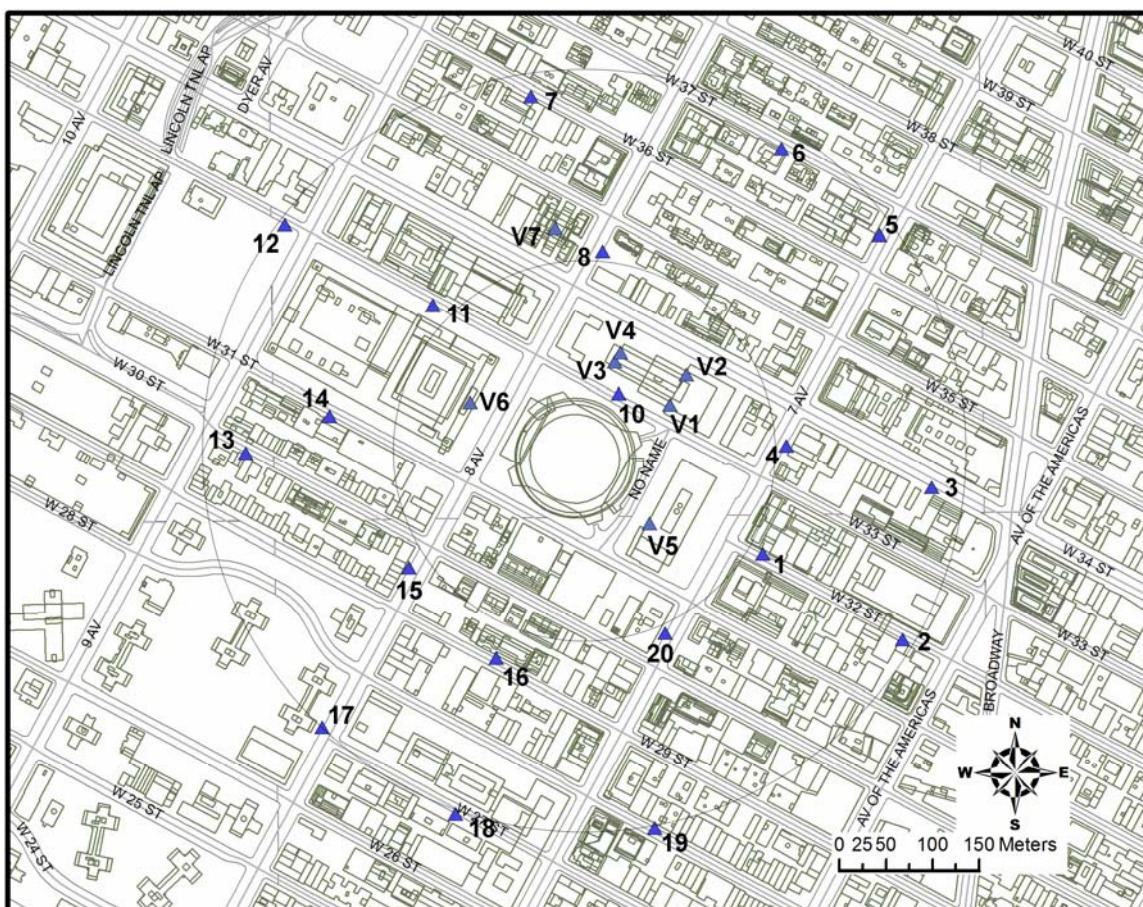 W 40 ST
LINCOLN TNL AP
DYER AV
W 39 ST
10 AV
W 37 ST
7
W 38 ST
LINCOLN TNL AP
W 36 ST
6
12
V7
8
5
11
W 31 ST
V4
V3
V2
W 35 ST
W 30 ST
14
V6
10
V1
7 AV
13
8 AV
NO NAME
4
AV OF THE AMERICAS
3
W 28 ST
V5
W 33 ST
W 34 ST
15
1
W 32 ST
9 AV
20
2
W 33 ST
16
BROADWAY
17
W 29 ST
AV OF THE AMERICAS
N
W E
S
W 25 ST
18
W 26 ST
19
W 24 ST
0 25 50 100 150 Meters